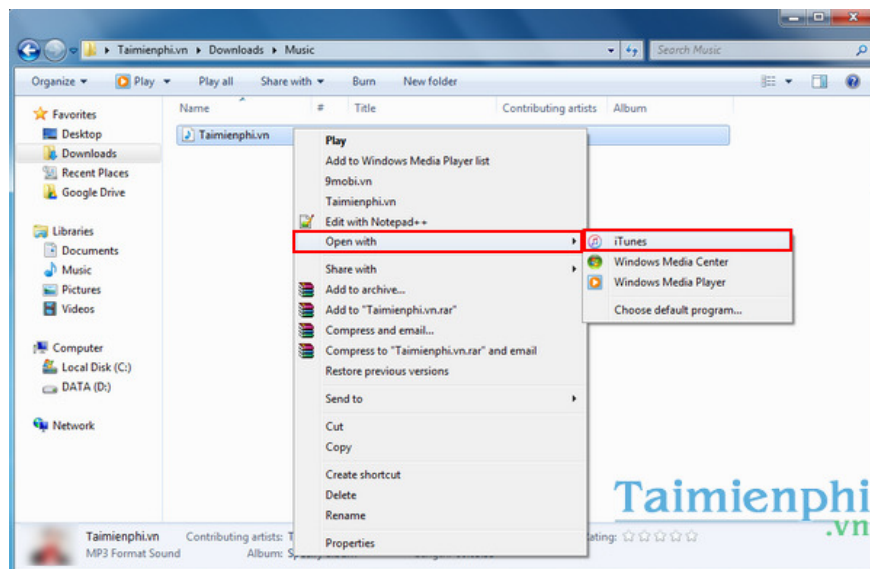 Taimienphi.vn Downloads Music
Search Music
Organize Play Play all Share with Burn New folder
Name # Title Contributing artists Album
Favorites
Desktop
Downloads
Recent Places
Google Drive
Libraries
Documents
Music
Pictures
Videos
Computer
Local Disk (C:)
DATA (D:)
Network
Taimienphi.vn
Play
Add to Windows Media Player list
9mobi.vn
Taimienphi.vn
Edit with Notepad++
Open with
Share with
Add to archive...
Add to "Taimienphi.vn.rar"
Compress and email...
Compress to "Taimienphi.vn.rar" and email
Restore previous versions
Send to
Cut
Copy
Create shortcut
Delete
Rename
Properties
iTunes
Windows Media Center
Windows Media Player
Choose default program...
Taimienphi
.vn
Taimienphi.vn Contributing artists:
MP3 Format Sound Album: